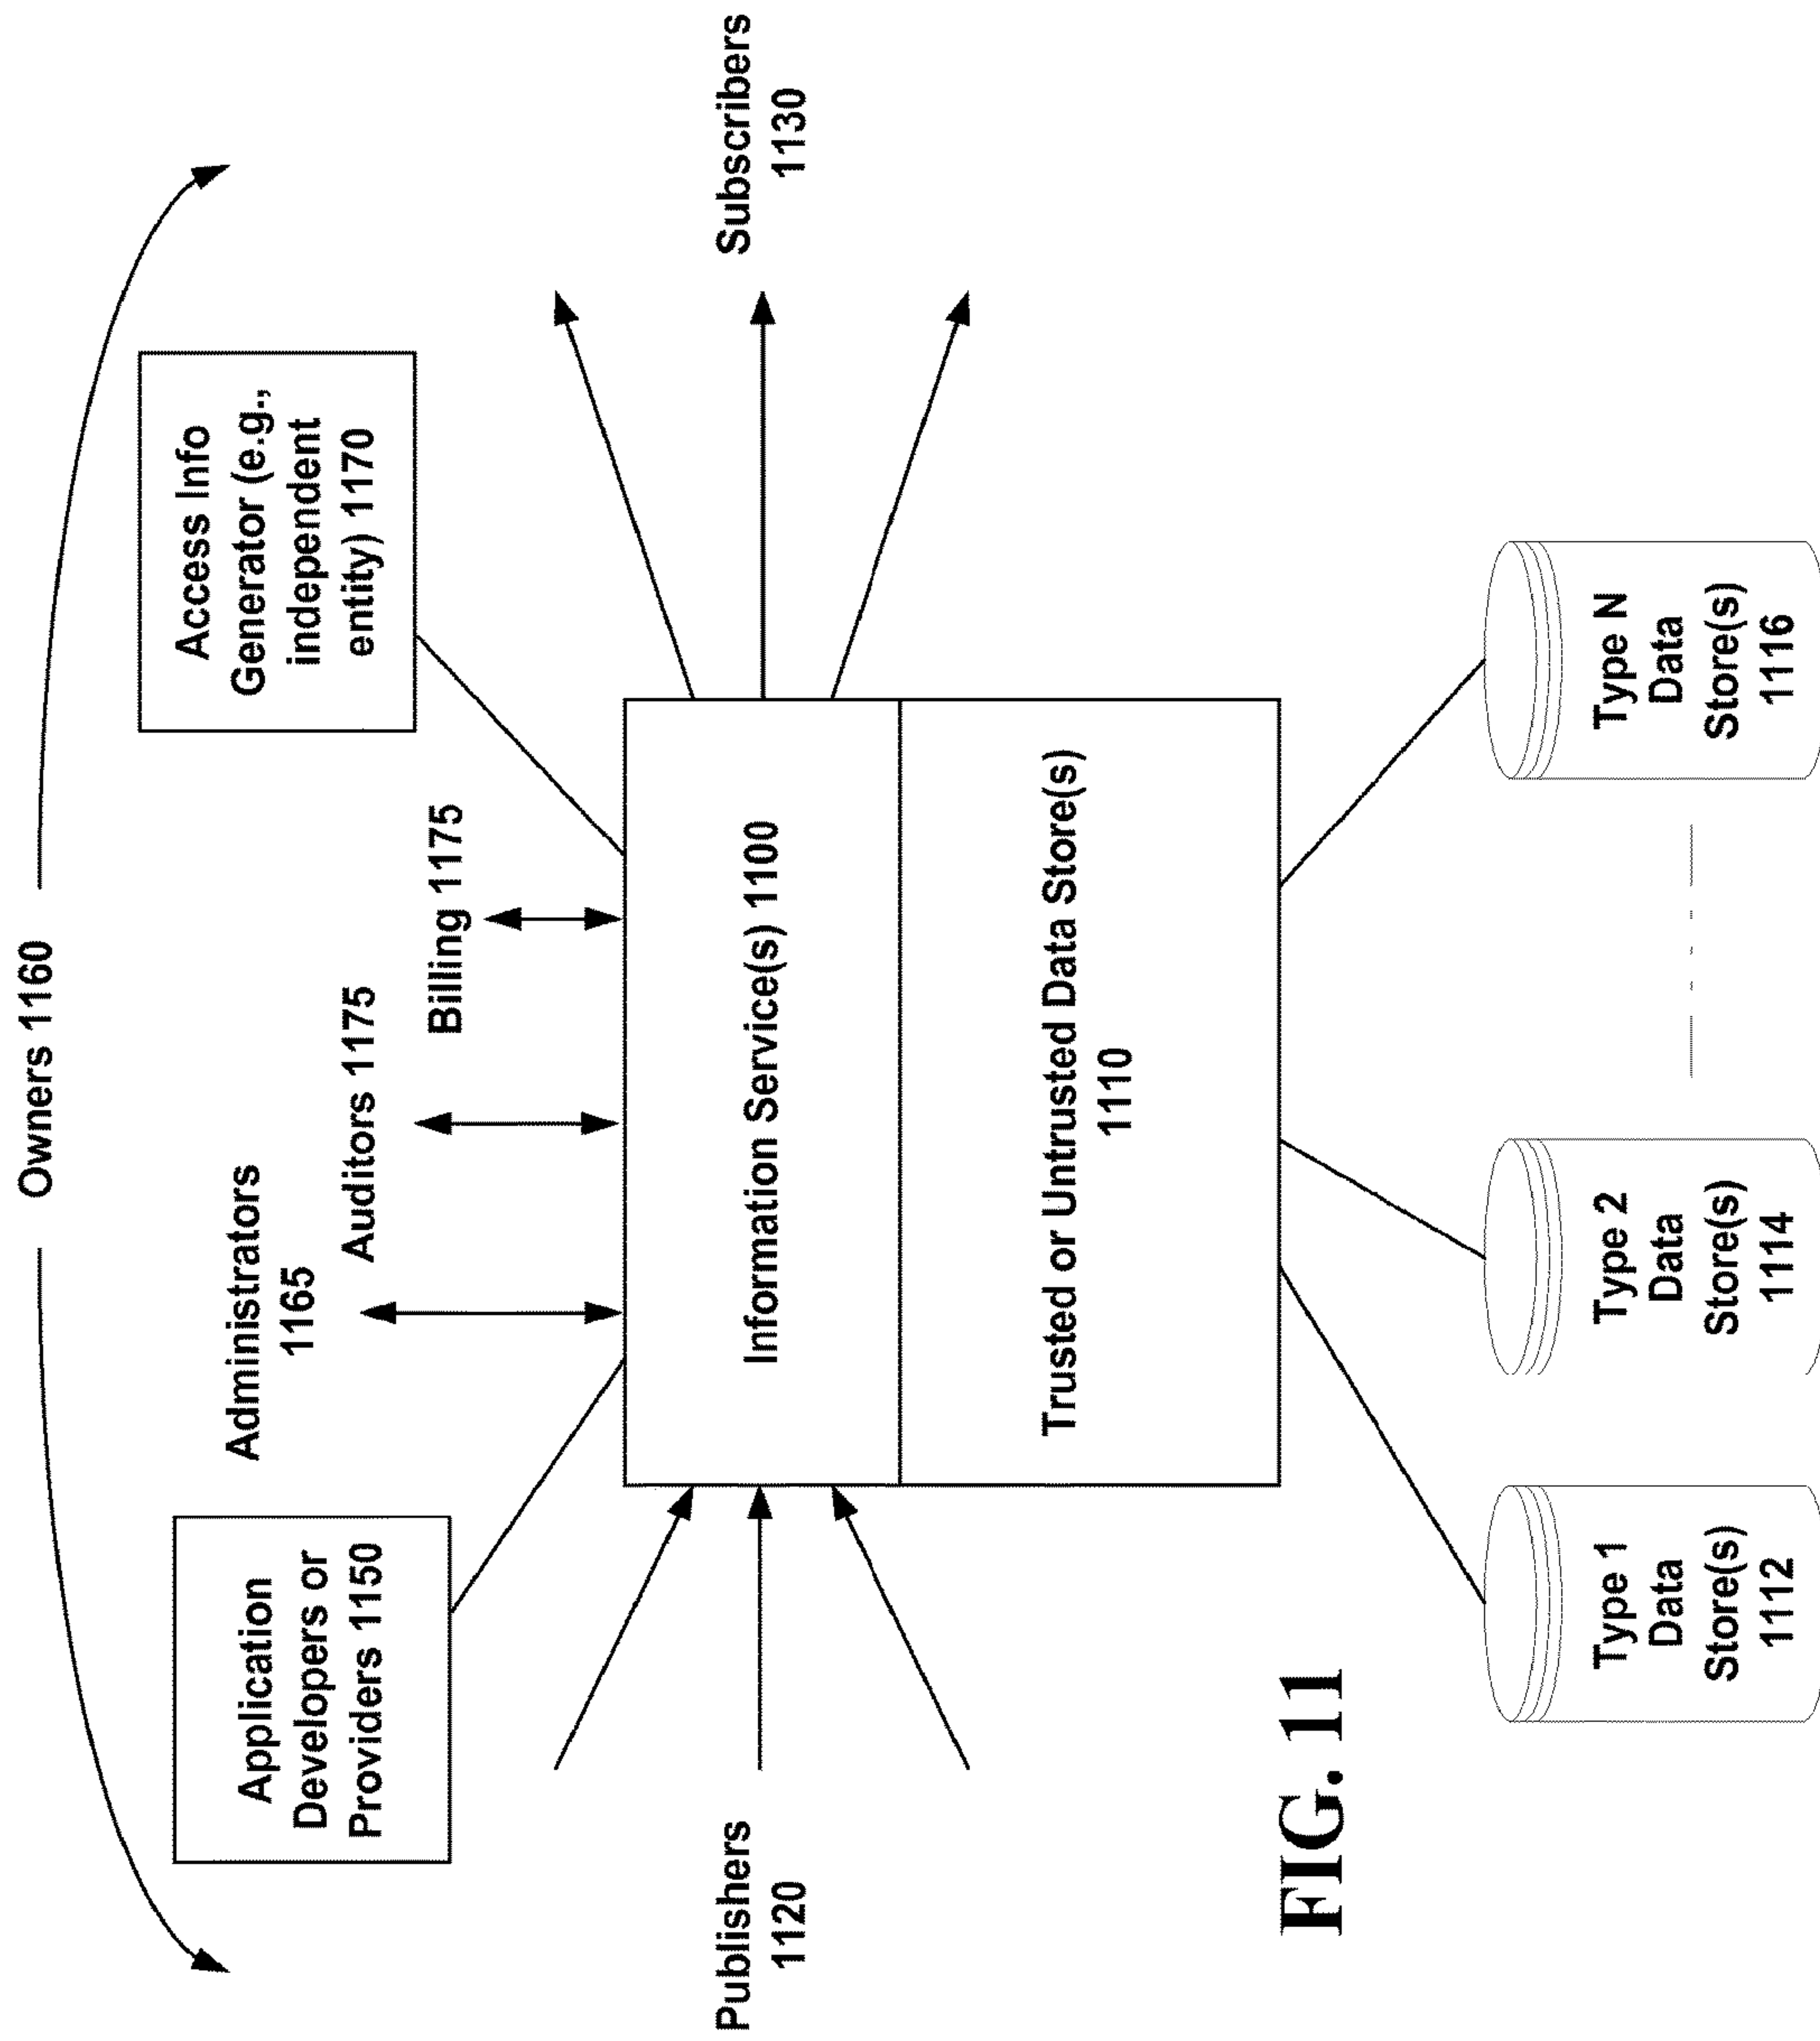 Owners 1160
Administrators
1165
Auditors 1175
Billing 1175
Application
Developers or
Providers 1150
Access Info
Generator (e.g.,
independent
entity) 1170
Publishers
1120
Information Service(s) 1100
Subscribers
1130
Trusted or Untrusted Data Store(s)
1110
FIG. 11
Type 1
Data
Store(s)
1112
Type 2
Data
Store(s)
1114
Type N
Data
Store(s)
1116